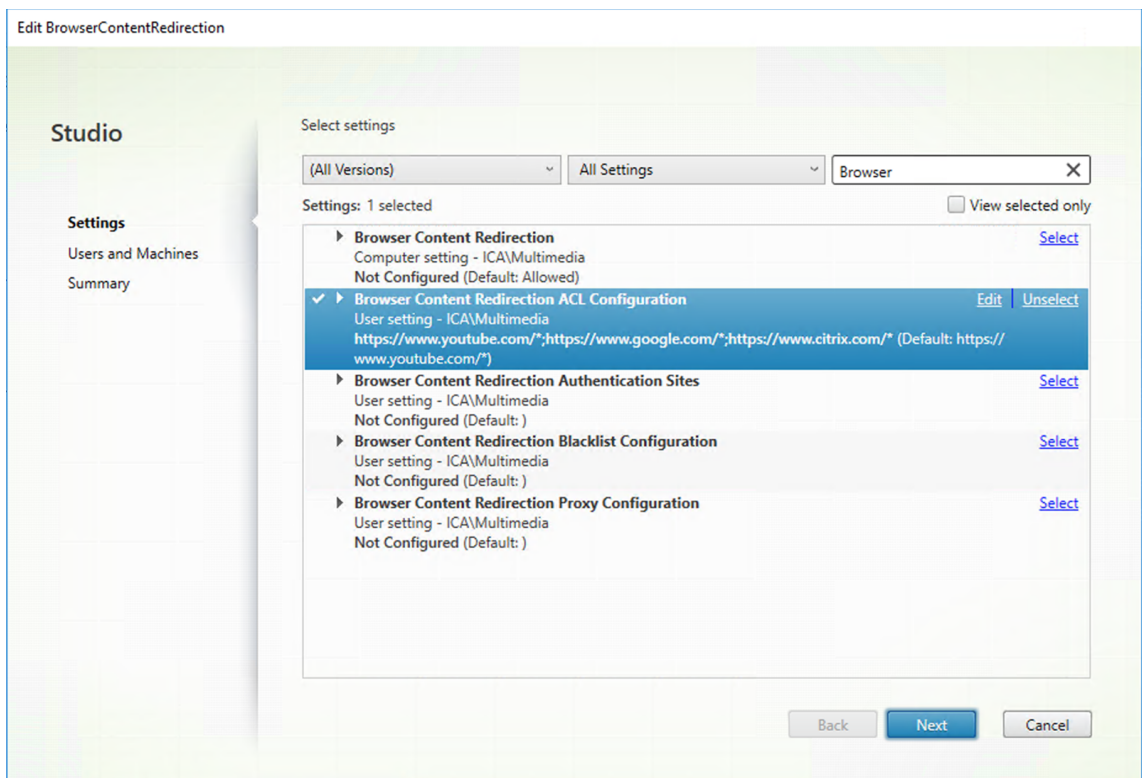 Edit BrowserContentRedirection
Studio
Settings
Users and Machines
Summary
Select settings
(All Versions)
All Settings
Browser
Settings: 1 selected
View selected only
Browser Content Redirection
Select
Computer setting - ICA\Multimedia
Not Configured (Default: Allowed)
Browser Content Redirection ACL Configuration
Edit
Unselect
User setting - ICA\Multimedia
https://www.youtube.com/*;https://www.google.com/*;https://www.citrix.com/* (Default: https://
www.youtube.com/*)
Browser Content Redirection Authentication Sites
Select
User setting - ICA\Multimedia
Not Configured (Default: )
Browser Content Redirection Blacklist Configuration
Select
User setting - ICA\Multimedia
Not Configured (Default: )
Browser Content Redirection Proxy Configuration
Select
User setting - ICA\Multimedia
Not Configured (Default: )
Back
Next
Cancel